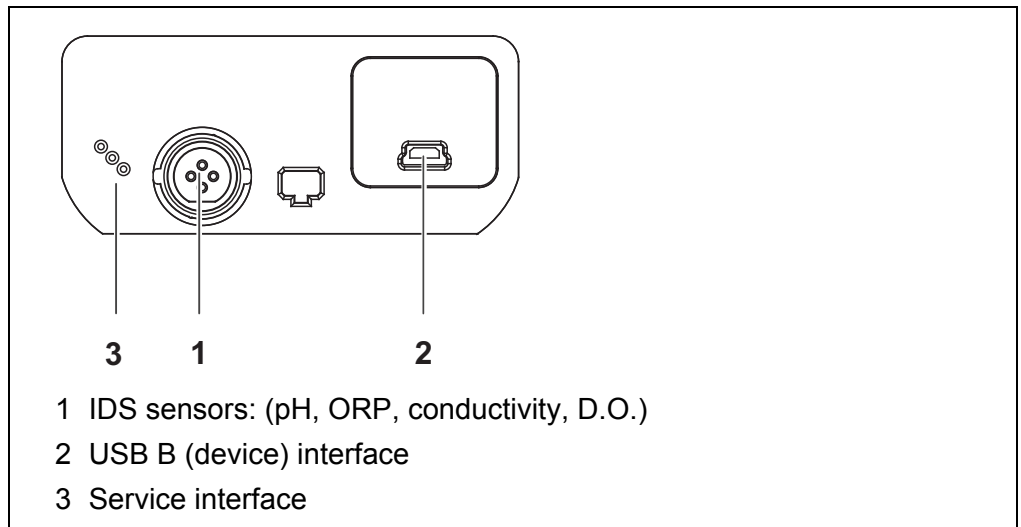 3 1 2
1 IDS sensors: (pH, ORP, conductivity, D.O.)
2 USB B (device) interface
3 Service interface